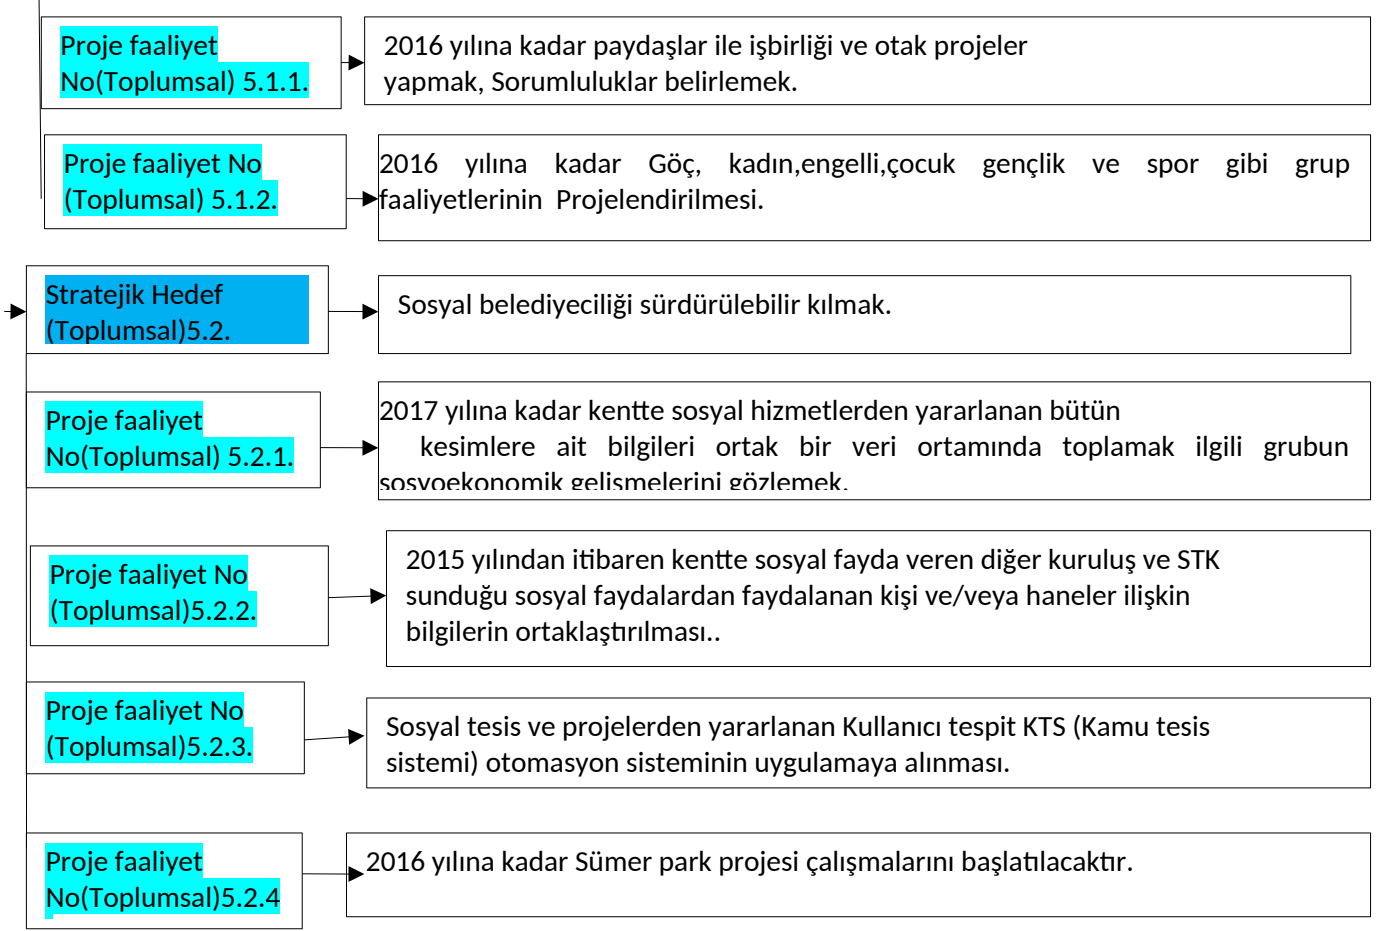 Proje faaliyet
No(Toplumsal) 5.1.1.
2016 yılına kadar paydaşlar ile işbirliği ve otak projeler
yapmak, Sorumluluklar belirlemek.
Proje faaliyet No
(Toplumsal) 5.1.2.
2016 yılına kadar Göç, kadın,engelli,çocuk gençlik ve spor gibi grup
faaliyetlerinin Projelendirilmesi.
Stratejik Hedef
(Toplumsal)5.2.
Sosyal belediyeciliği sürdürülebilir kılmak.
Proje faaliyet
No(Toplumsal) 5.2.1.
2017 yılına kadar kentte sosyal hizmetlerden yararlanan bütün
kesimlere ait bilgileri ortak bir veri ortamında toplamak ilgili grubun
sosyoekonomik gelişmelerini gözlemek.
Proje faaliyet No
(Toplumsal)5.2.2.
2015 yılından itibaren kentte sosyal fayda veren diğer kuruluş ve STK
sunduğu sosyal faydalardan faydalanan kişi ve/veya haneler ilişkin
bilgilerin ortaklaştırılması..
Proje faaliyet No
(Toplumsal)5.2.3.
Sosyal tesis ve projelerden yararlanan Kullanıcı tespit KTS (Kamu tesis
sistemi) otomasyon sisteminin uygulamaya alınması.
Proje faaliyet
No(Toplumsal)5.2.4
2016 yılına kadar Sümer park projesi çalışmalarını başlatılacaktır.